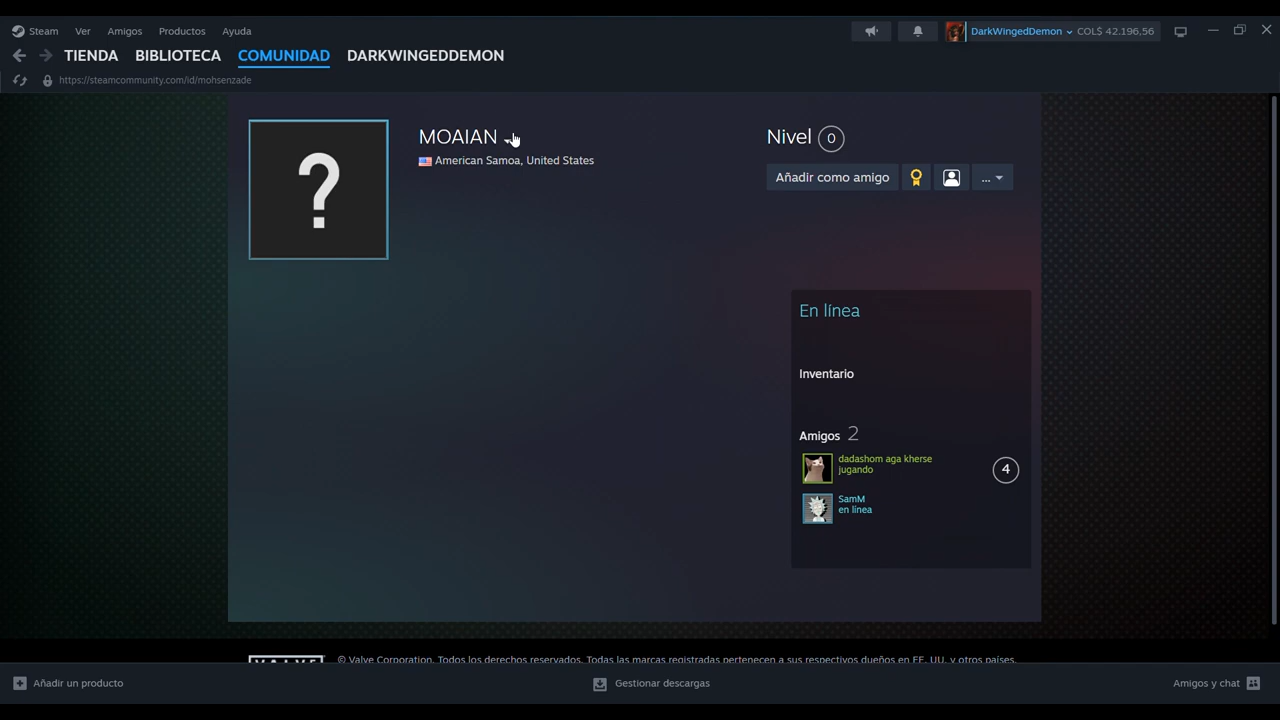 Steam Ver Amigos Productos Ayuda
DarkWingedDemon COL$ 42.196,56
TIENDA BIBLIOTECA COMUNIDAD DARKWINGEDDEMON
https://steamcommunity.com/id/mohsenzade
?
MOAIAN
American Samoa, United States
Nivel 0
Añadir como amigo ...
En línea
Inventario
Amigos 2
dadashom aga kherse
jugando
4
SamM
en línea
VALVE © Valve Corporation. Todos los derechos reservados. Todas las marcas registradas pertenecen a sus respectivos dueños en EE. UU. y otros países.
Añadir un producto Gestionar descargas Amigos y chat